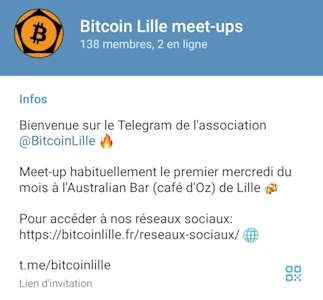 Bitcoin Lille meet-ups
138 membres, 2 en ligne
Infos
Bienvenue sur le Telegram de l'association
@BitcoinLille 🔥
Meet-up habituellement le premier mercredi du
mois à l'Australian Bar (café d'Oz) de Lille 🍻
Pour accéder à nos réseaux sociaux:
https://bitcoinlille.fr/reseaux-sociaux/ 🌐
t.me/bitcoinlille
Lien d'invitation